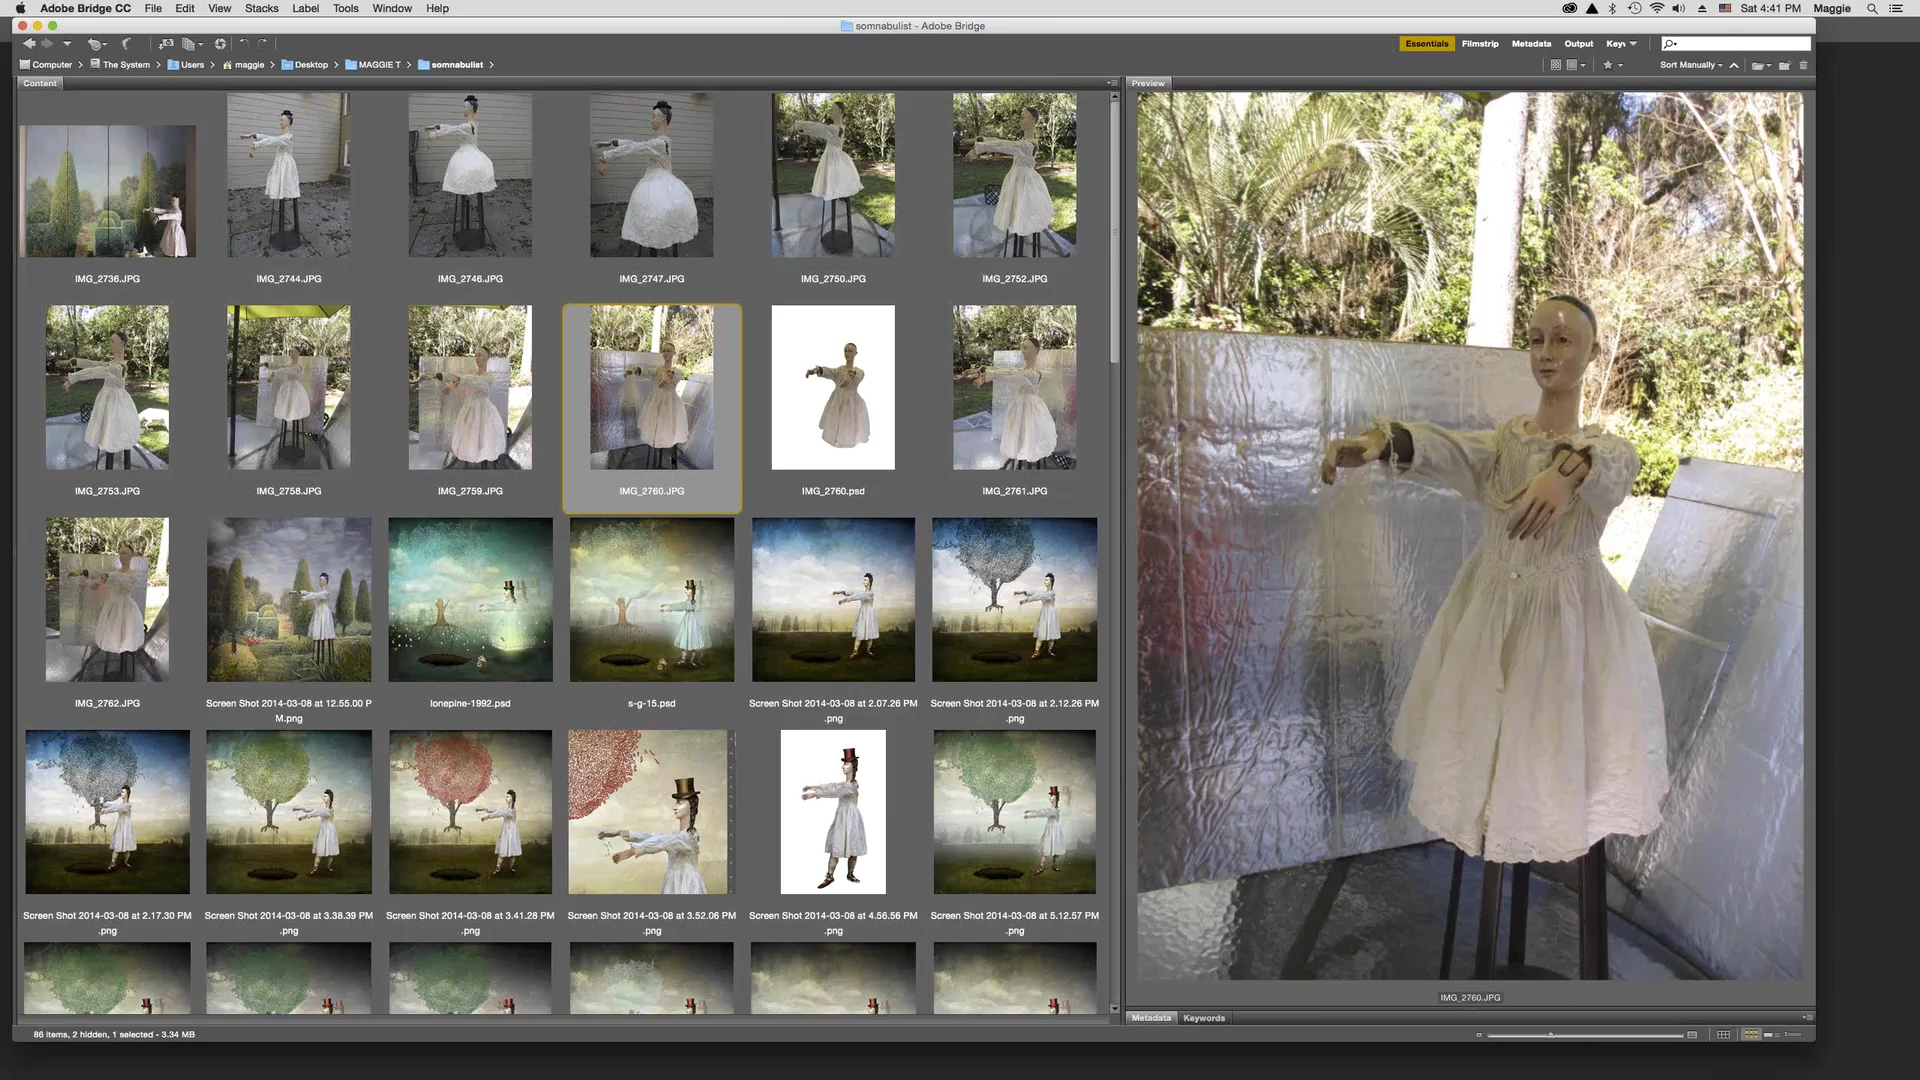 Adobe Bridge CC File Edit View Stacks Label Tools Window Help Sat 4:41 PM Maggie
somnabulist - Adobe Bridge
Essentials Filmstrip Metadata Output Keyv
Computer The System Users maggie Desktop MAGGIE T somnabulist Sort Manually
Content Preview
IMG_2736.JPG IMG_2744.JPG IMG_2746.JPG IMG_2747.JPG IMG_2750.JPG IMG_2752.JPG
IMG_2753.JPG IMG_2758.JPG IMG_2759.JPG IMG_2760.JPG IMG_2760.psd IMG_2761.JPG
IMG_2762.JPG Screen Shot 2014-03-08 at 12.55.00 P lonepine-1992.psd s-g-15.psd Screen Shot 2014-03-08 at 2.07.26 PM Screen Shot 2014-03-08 at 2.12.26 PM
M.png .png .png
Screen Shot 2014-03-08 at 2.17.30 PM Screen Shot 2014-03-08 at 3.38.39 PM Screen Shot 2014-03-08 at 3.41.28 PM Screen Shot 2014-03-08 at 3.52.06 PM Screen Shot 2014-03-08 at 4.56.56 PM Screen Shot 2014-03-08 at 5.12.57 PM
.png .png .png .png .png .png
IMG_2760.JPG
Metadata Keywords
86 items, 2 hidden, 1 selected - 3.34 MB